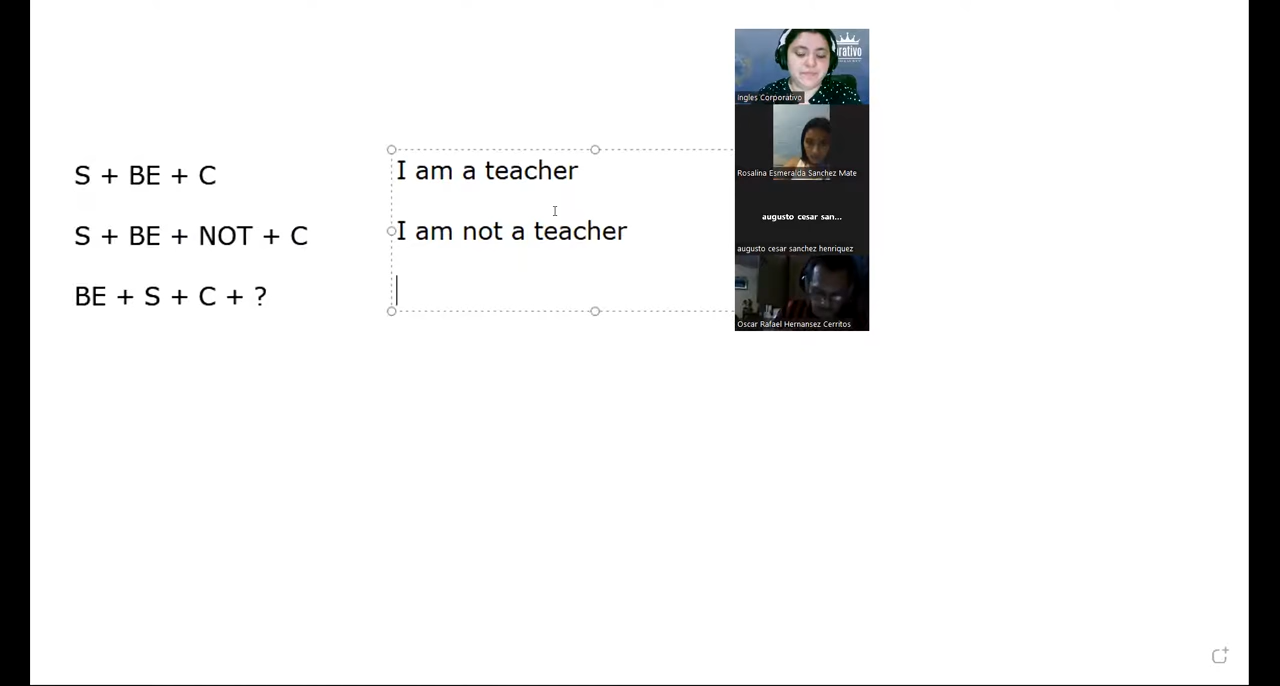 S + BE + C
I am a teacher
S + BE + NOT + C
I am not a teacher
BE + S + C + ?
rativo
ingles Corporativo
Rosalina Esmeralda Sanchez Mate
augusto cesar san...
augusto cesar sanchez henriquez
Oscar Rafael Hernansez Cerritos